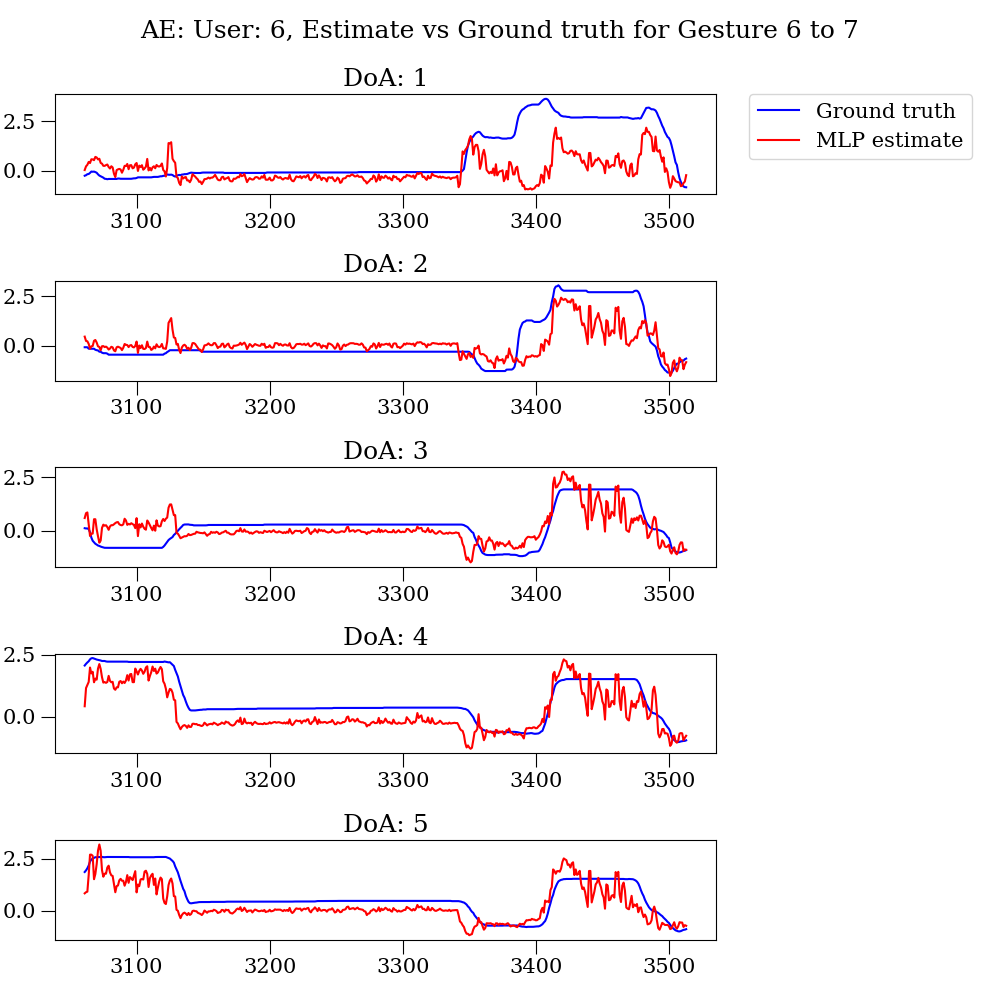 AE: User: 6, Estimate vs Ground truth for Gesture 6 to 7
DoA: 1
2.5
0.0
3100 3200 3300 3400 3500
Ground truth
MLP estimate
DoA: 2
2.5
0.0
3100 3200 3300 3400 3500
DoA: 3
2.5
0.0
3100 3200 3300 3400 3500
DoA: 4
2.5
0.0
3100 3200 3300 3400 3500
DoA: 5
2.5
0.0
3100 3200 3300 3400 3500